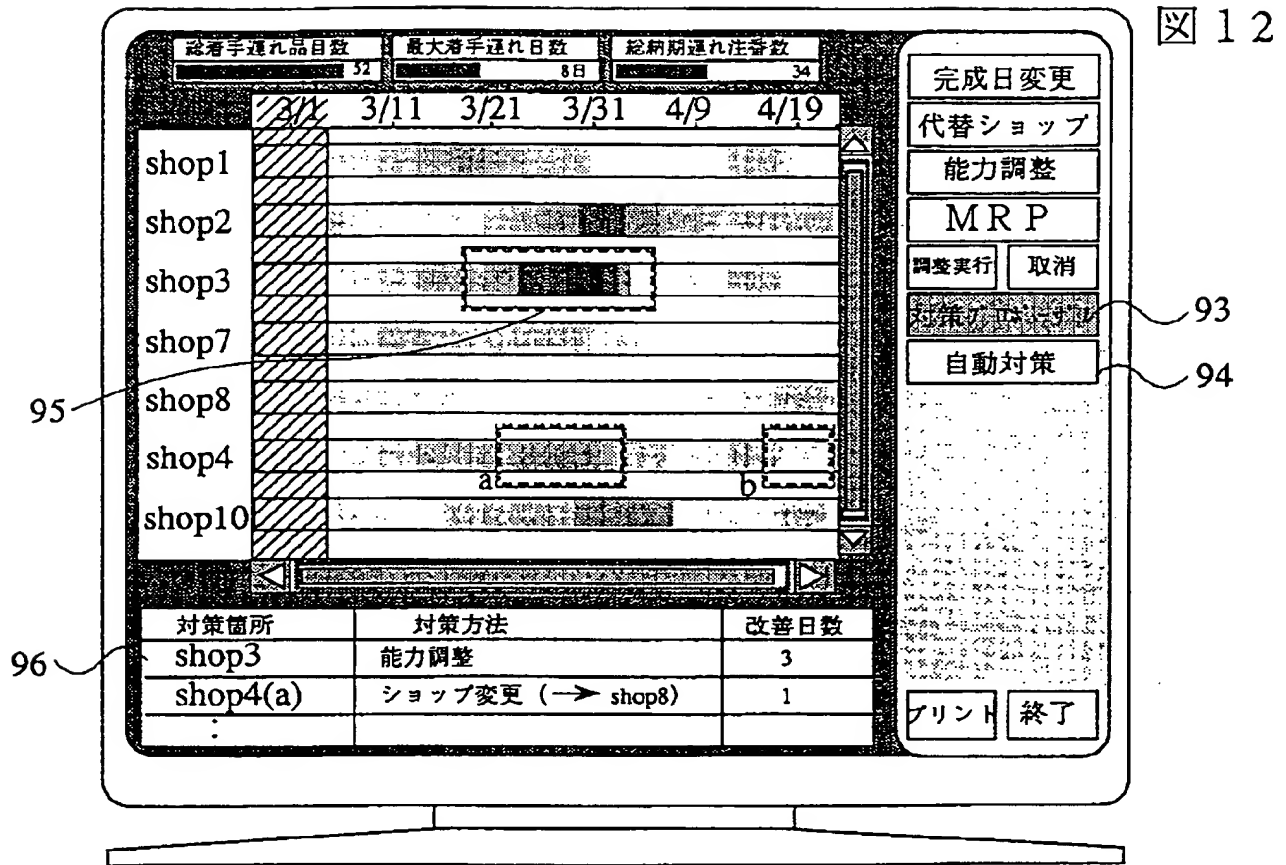 図12
総着手遅れ品目数
52
最大着手遅れ日数
8日
総納期遅れ注番数
34
3/1 3/11 3/21 3/31 4/9 4/19
shop1
shop2
shop3
shop7
shop8
shop4
a
b
shop10
95
対策箇所 対策方法 改善日数
shop3 能力調整 3
shop4(a) ショップ変更 (→ shop8) 1
:
96
完成日変更
代替ショップ
能力調整
MRP
調整実行 取消
93
自動対策
94
プリント 終了